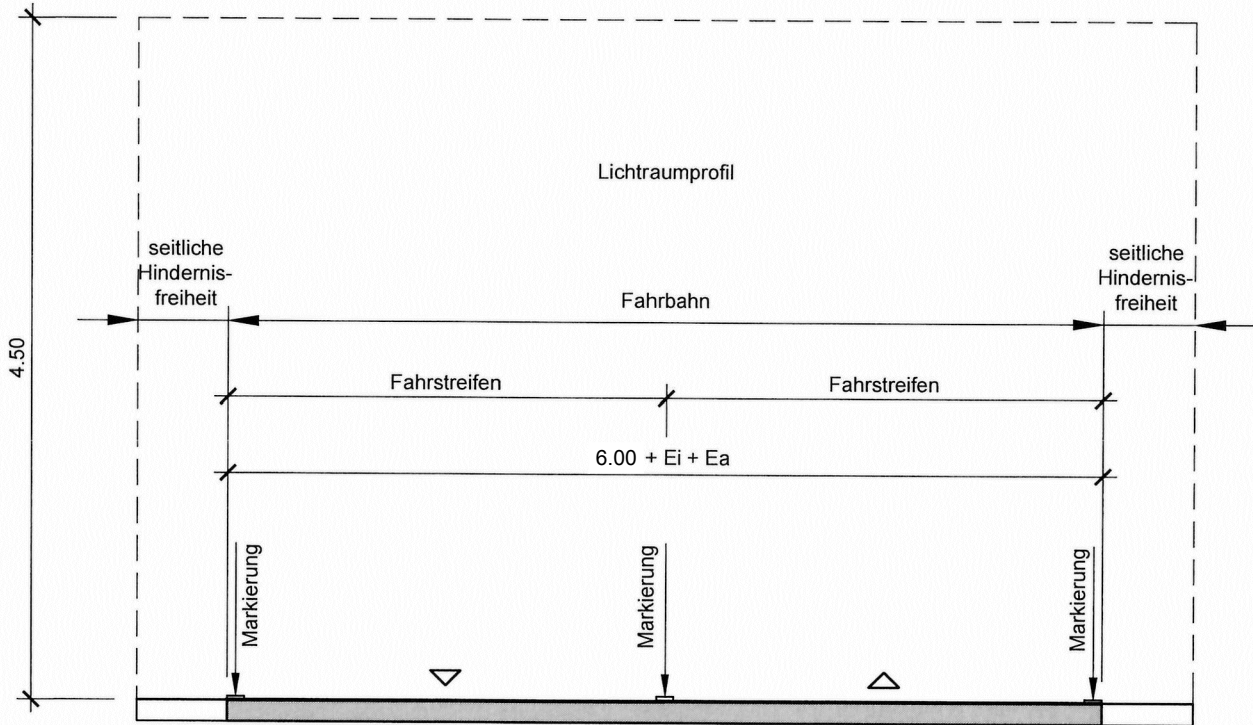 Lichtraumprofil
seitliche
Hindernis-
freiheit
Fahrbahn
seitliche
Hindernis-
freiheit
4.50
Fahrstreifen
Fahrstreifen
6.00 + Ei + Ea
Markierung
Markierung
Markierung